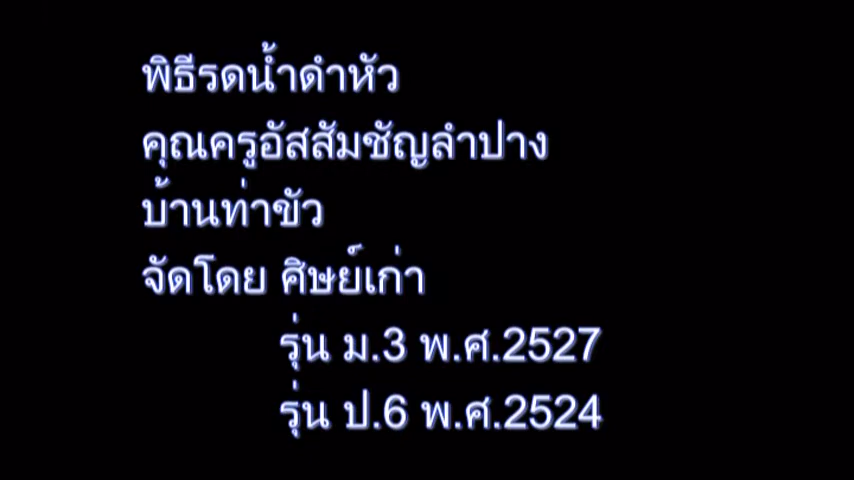 พิธีรดน้ำดำหัว
คุณครูอัสสัมชัญลำปาง
บ้านท่าขัว
จัดโดย ศิษย์เก่า
รุ่น ม.3 พ.ศ.2527
รุ่น ป.6 พ.ศ.2524